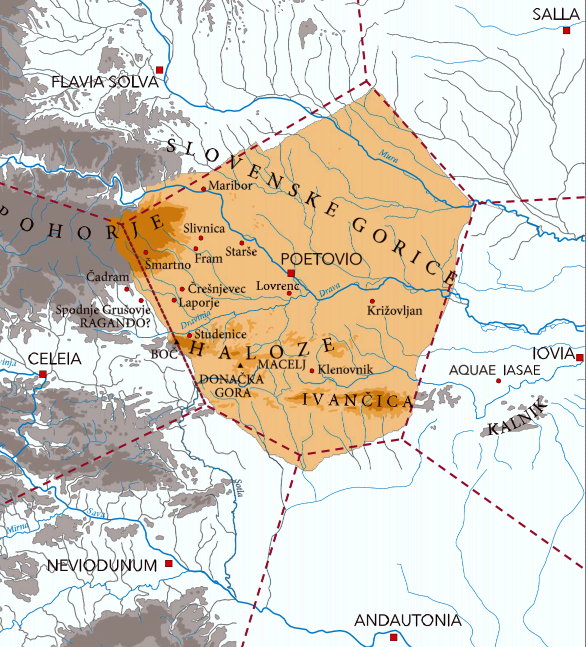 SALLA
FLAVIA SOLVA
SLOVENSKE GORICE
Mura
Maribor
POHORJE
Slivnica
Starše
Fram
Šmartno
POETOVIO
Čadram
Črešnjevec
Lovrenc
Drava
Laporje
Spodnje Grušovje
RAGANDO?
Križovljan
Dravinja
Studenice
HALOZE
BOČ
IOVIA
CELEIA
MACELJ
Klenovnik
AQUAE IASAE
DONAČKA
GORA
IVANČICA
KALNIK
Sotla
Sava
Mirna
NEVIODUNUM
ANDAUTONIA